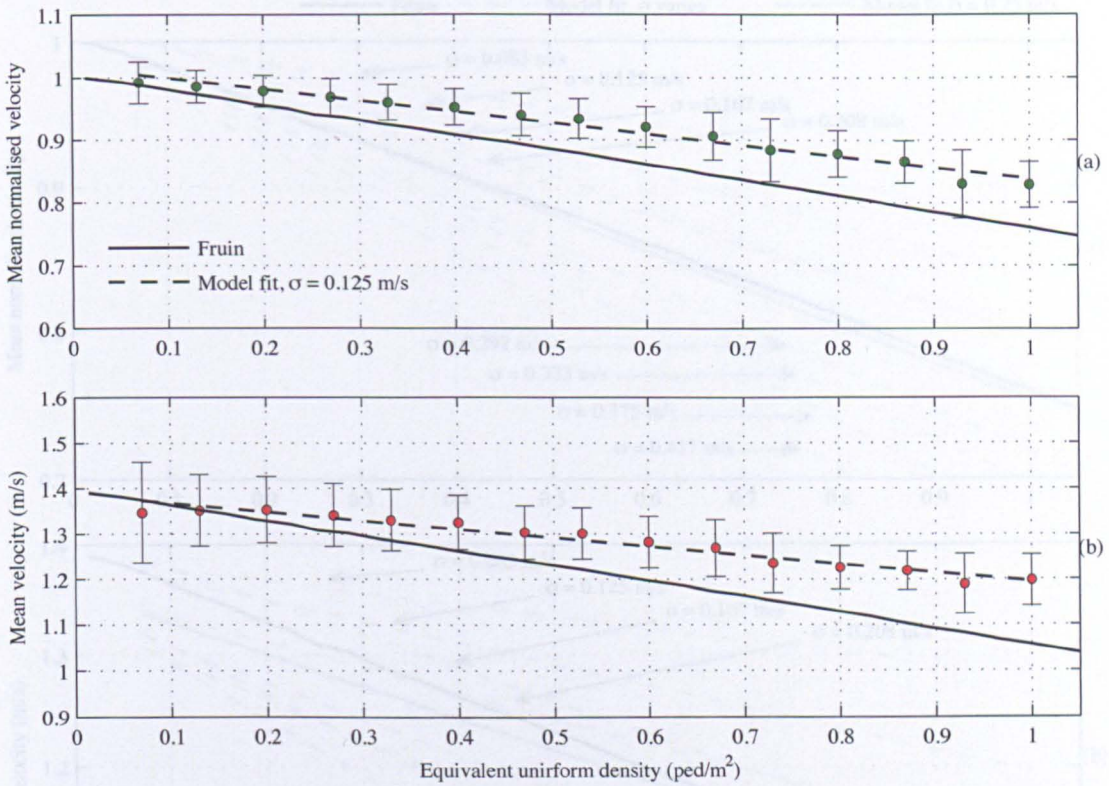 1.1
1
0.9
0.8
0.7
0.6
Mean normalised velocity
Fruin
Model fit, σ = 0.125 m/s
0 0.1 0.2 0.3 0.4 0.5 0.6 0.7 0.8 0.9 1
(a)
1.6
1.5
1.4
1.3
1.2
1.1
1
0.9
Mean velocity (m/s)
0 0.1 0.2 0.3 0.4 0.5 0.6 0.7 0.8 0.9 1
Equivalent unirform density (ped/m²)
(b)